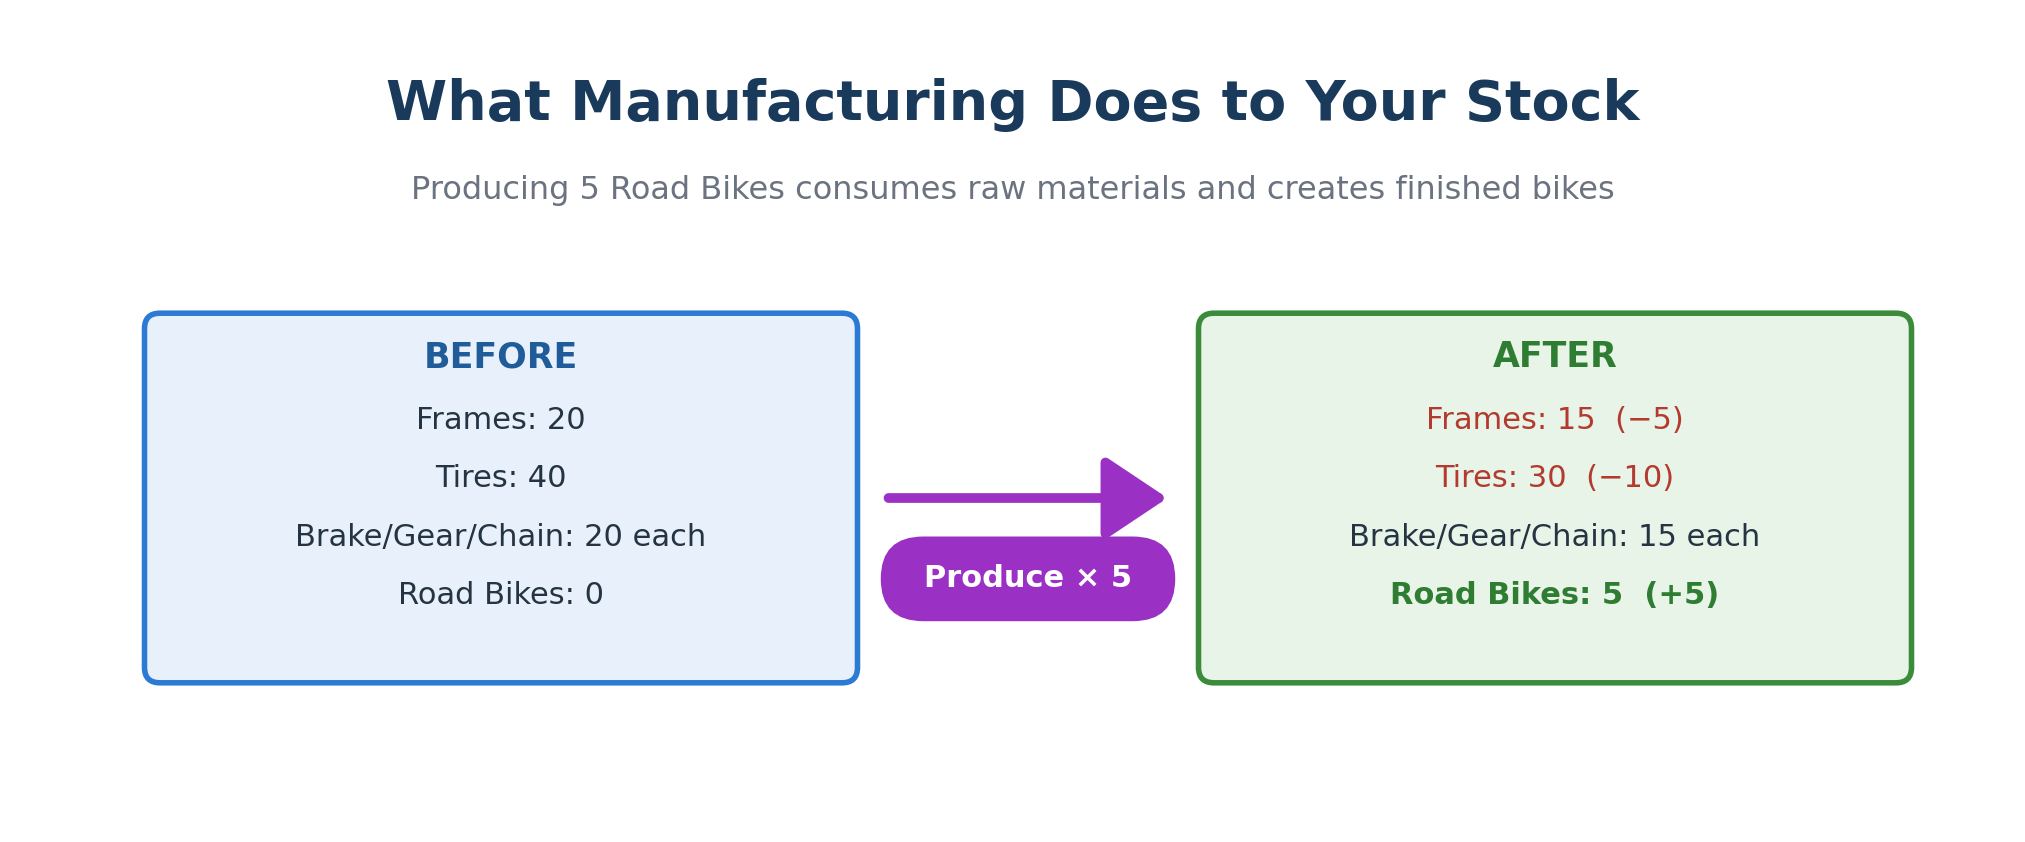 What Manufacturing Does to Your Stock
Producing 5 Road Bikes consumes raw materials and creates finished bikes
BEFORE
Frames: 20
Tires: 40
Brake/Gear/Chain: 20 each
Road Bikes: 0
Produce × 5
AFTER
Frames: 15  (−5)
Tires: 30  (−10)
Brake/Gear/Chain: 15 each
Road Bikes: 5  (+5)